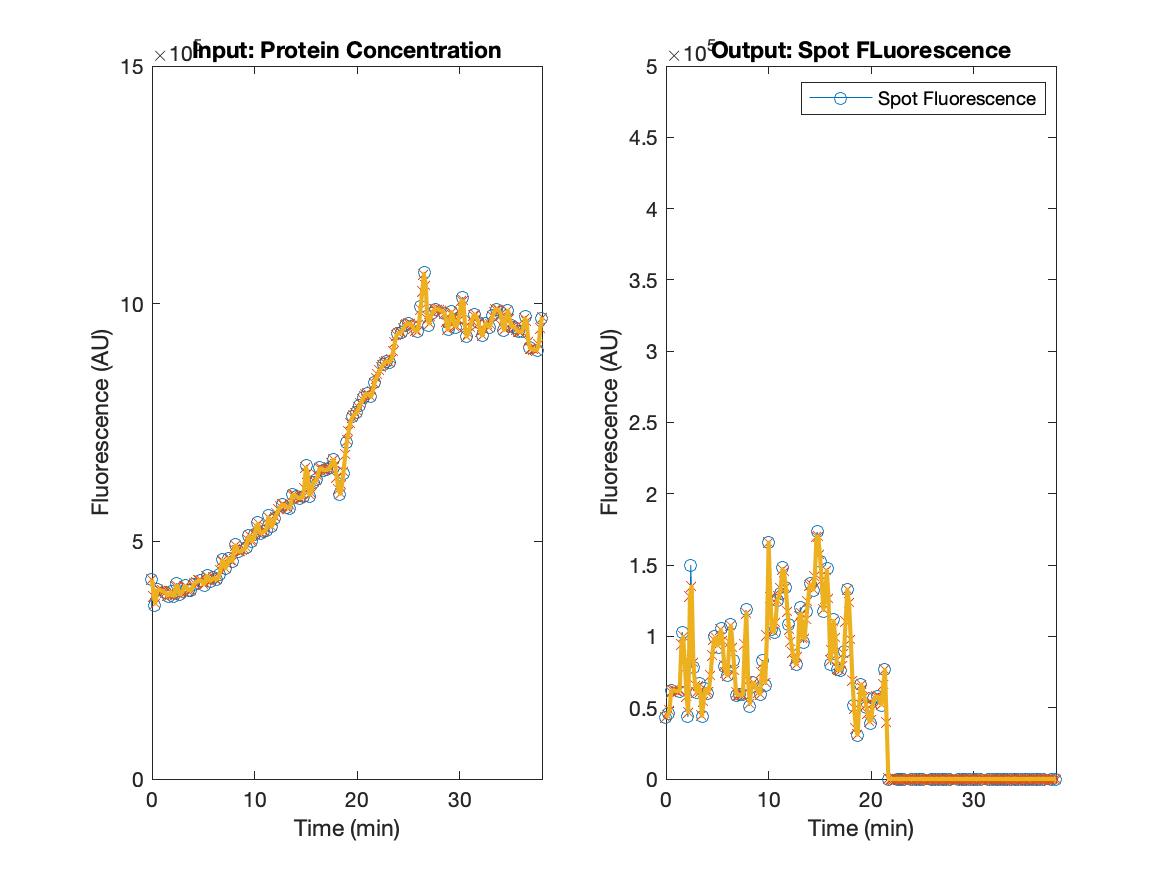 ×10^5
Input: Protein Concentration
15
10
5
0
0 10 20 30
Fluorescence (AU)
Time (min)
×10^5
Output: Spot FLuorescence
Spot Fluorescence
5
4.5
4
3.5
3
2.5
2
1.5
1
0.5
0
0 10 20 30
Fluorescence (AU)
Time (min)